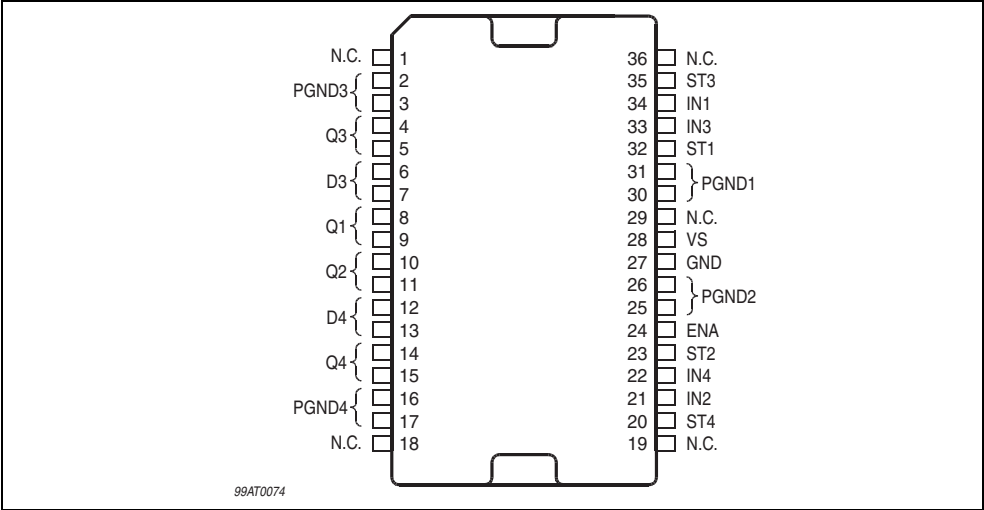 N.C. 1 36 N.C.
PGND3 2 35 ST3
3 34 IN1
Q3 4 33 IN3
5 32 ST1
D3 6 31 PGND1
7 30
Q1 8 29 N.C.
9 28 VS
Q2 10 27 GND
11 26 PGND2
D4 12 25
13 24 ENA
Q4 14 23 ST2
15 22 IN4
PGND4 16 21 IN2
17 20 ST4
N.C. 18 19 N.C.
99AT0074